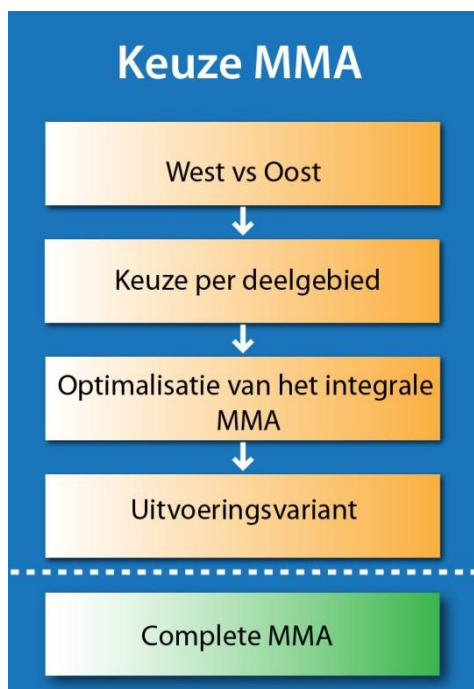 Keuze MMA
West vs Oost
Keuze per deelgebied
Optimalisatie van het integrale
MMA
Uitvoeringsvariant
Complete MMA